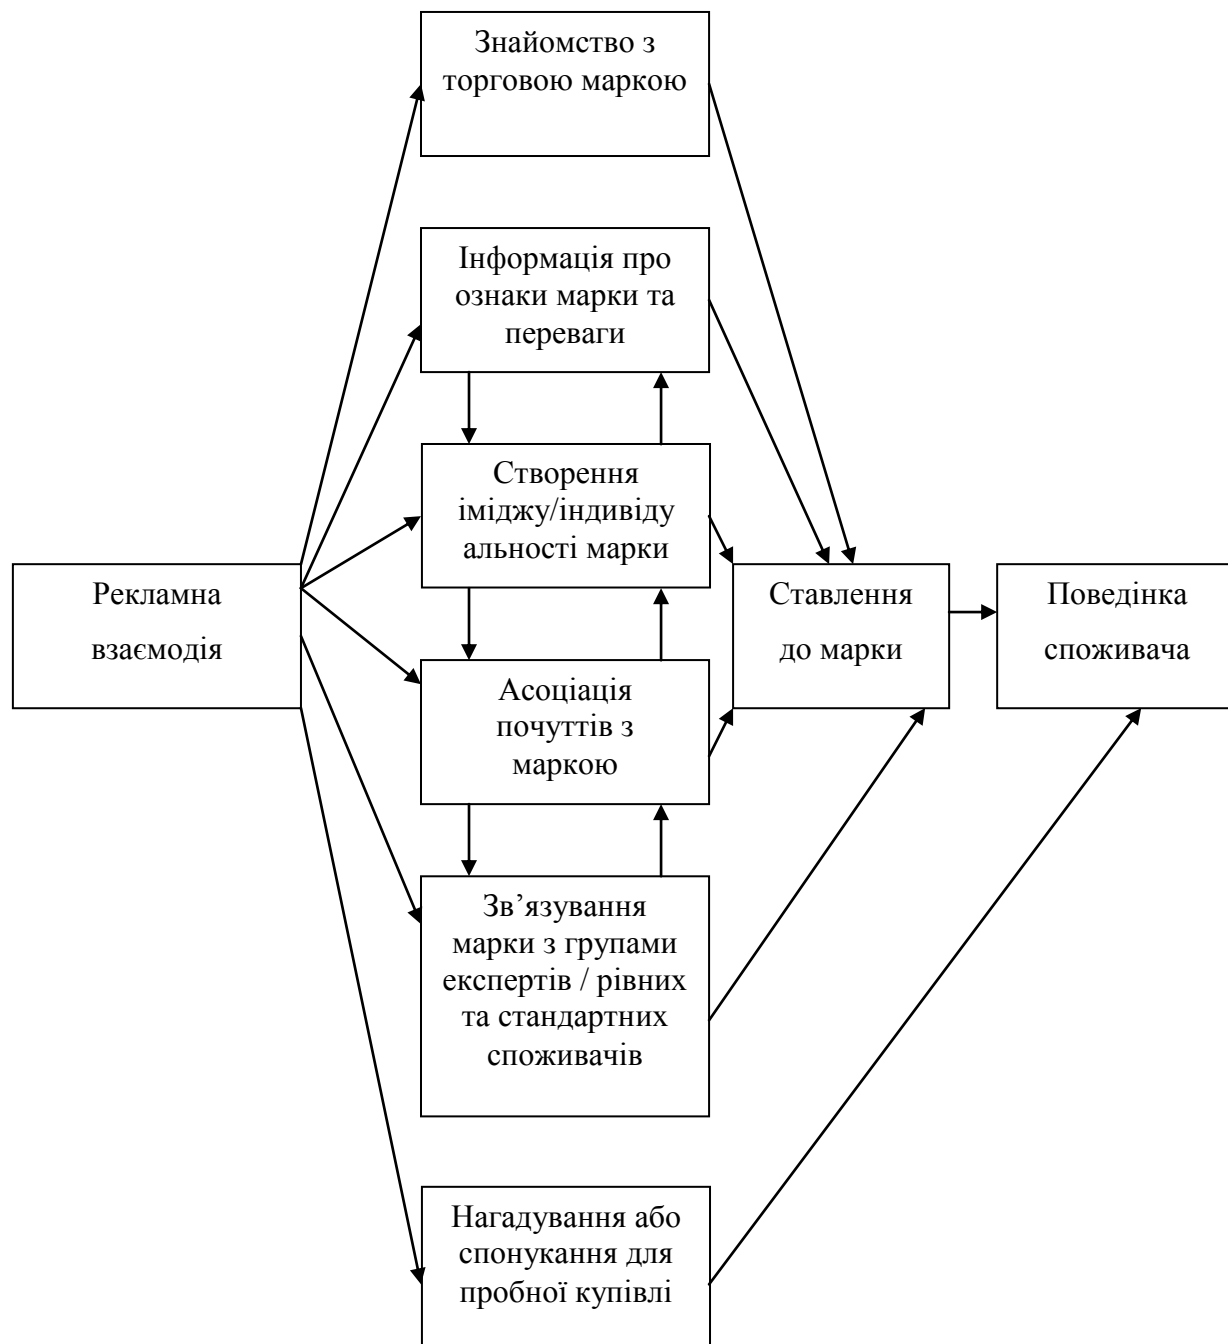 Знайомство з
торговою маркою
Інформація про
ознаки марки та
переваги
Створення
іміджу/індивіду
альності марки
Рекламна
взаємодія
Ставлення
до марки
Поведінка
споживача
Асоціація
почуттів з
маркою
Зв’язування
марки з групами
експертів / рівних
та стандартних
споживачів
Нагадування або
спонукання для
пробної купівлі